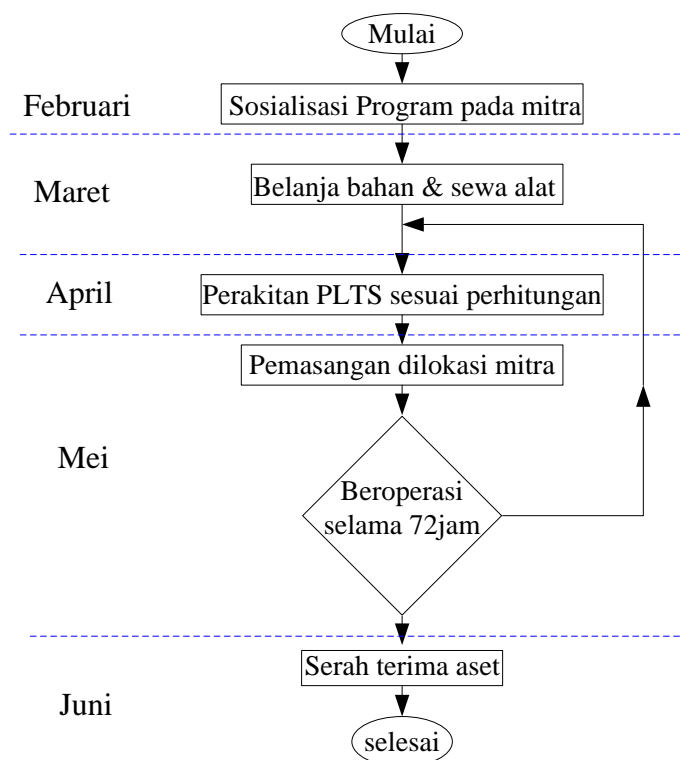 Mulai
Februari
Sosialisasi Program pada mitra
Maret
Belanja bahan & sewa alat
April
Perakitan PLTS sesuai perhitungan
Pemasangan dilokasi mitra
Mei
Beroperasi
selama 72jam
Serah terima aset
Juni
selesai